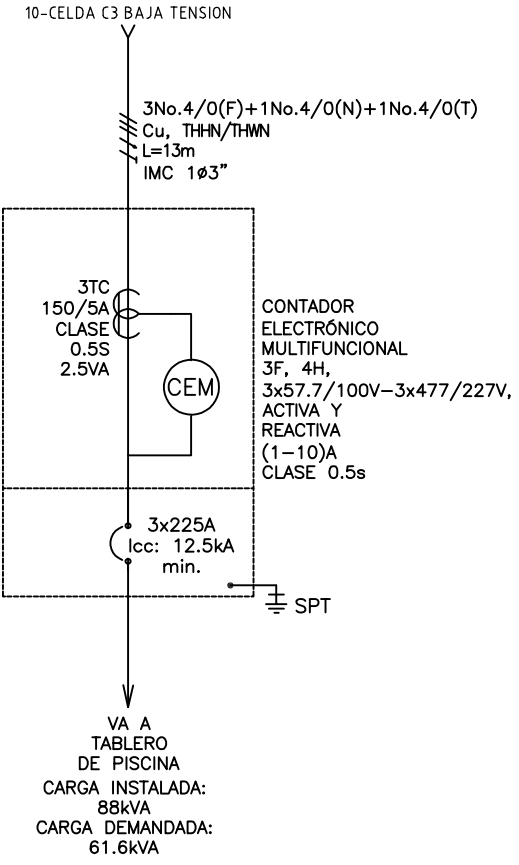 10-CELDA C3 BAJA TENSION
3No.4/0(F)+1No.4/0(N)+1No.4/0(T)
Cu, THHN/THWN
L=13m
IMC 1ø3”
3TC
150/5A
CLASE
0.5S
2.5VA
CEM
CONTADOR
ELECTRÓNICO
MULTIFUNCIONAL
3F, 4H,
3x57.7/100V-3x477/227V,
ACTIVA Y
REACTIVA
(1-10)A
CLASE 0.5s
3x225A
Icc: 12.5kA
min.
SPT
VA A
TABLERO
DE PISCINA
CARGA INSTALADA:
88kVA
CARGA DEMANDADA:
61.6kVA